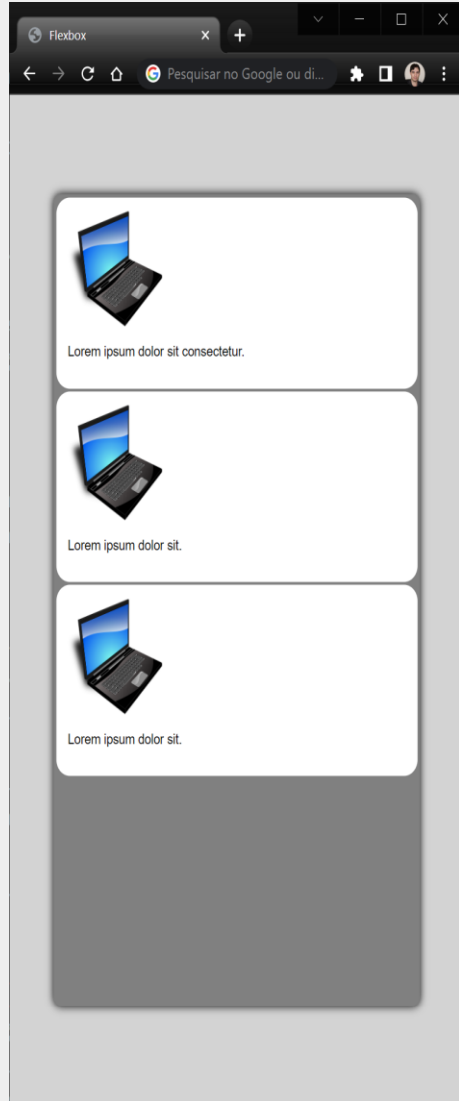 Flexbox
Pesquisar no Google ou di...
Lorem ipsum dolor sit consectetur.
Lorem ipsum dolor sit.
Lorem ipsum dolor sit.